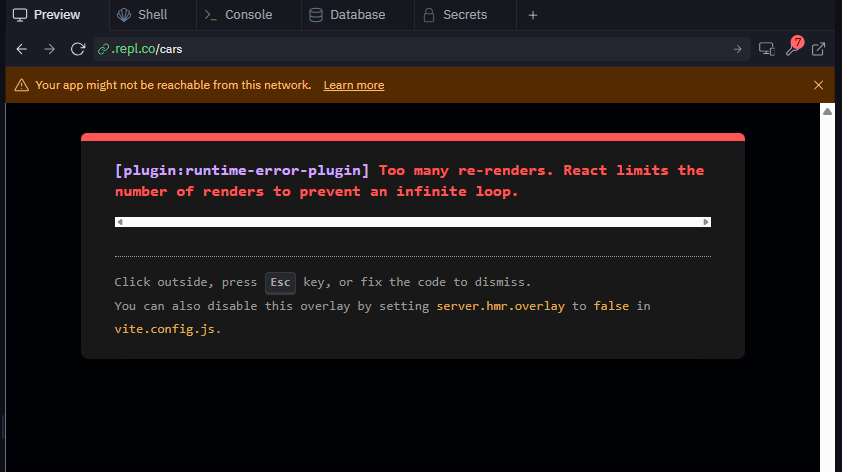 Preview Shell Console Database Secrets
.repl.co/cars 7
Your app might not be reachable from this network. Learn more
[plugin:runtime-error-plugin] Too many re-renders. React limits the
number of renders to prevent an infinite loop.
Click outside, press Esc key, or fix the code to dismiss.
You can also disable this overlay by setting server.hmr.overlay to false in
vite.config.js.